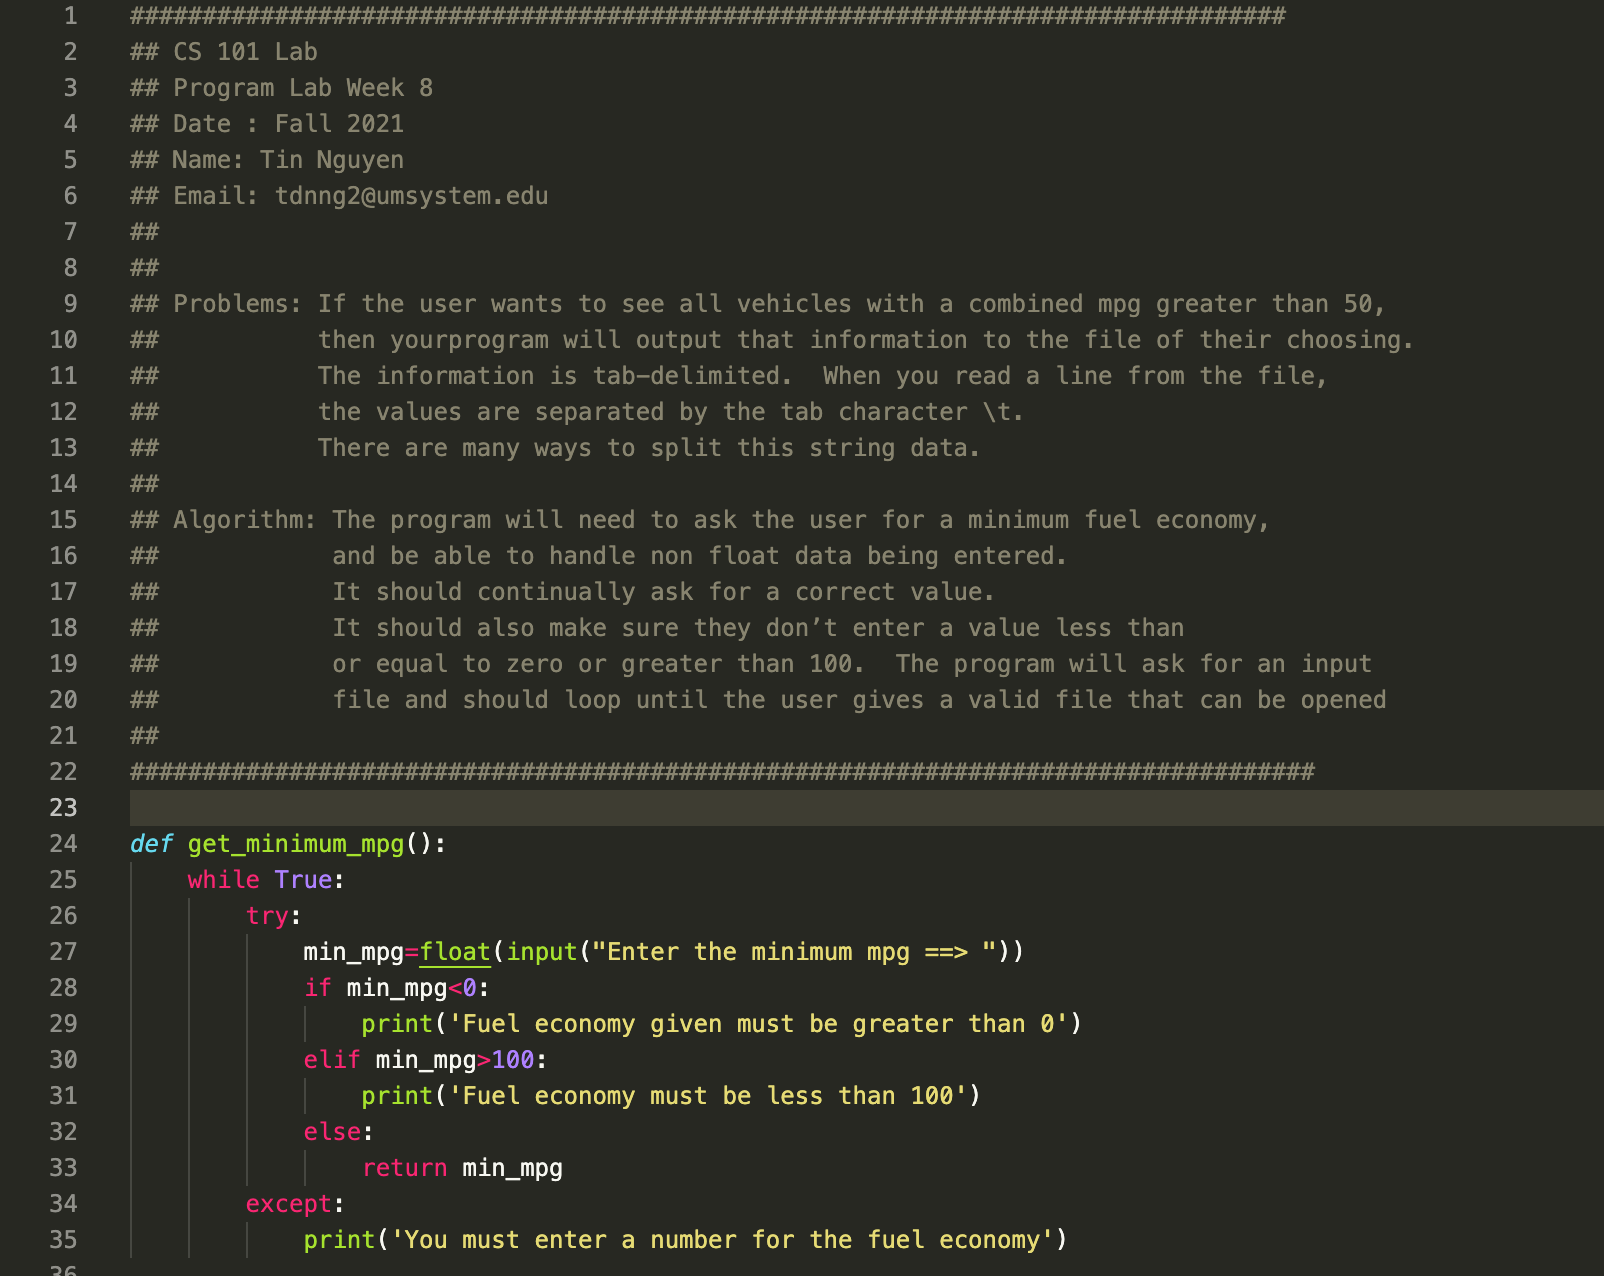 1 ################################################################################
2 ## CS 101 Lab
3 ## Program Lab Week 8
4 ## Date : Fall 2021
5 ## Name: Tin Nguyen
6 ## Email: tdnng2@umsystem.edu
7 ##
8 ##
9 ## Problems: If the user wants to see all vehicles with a combined mpg greater than 50,
10 ##           then yourprogram will output that information to the file of their choosing.
11 ##           The information is tab-delimited.  When you read a line from the file,
12 ##           the values are separated by the tab character \t.
13 ##           There are many ways to split this string data.
14 ##
15 ## Algorithm: The program will need to ask the user for a minimum fuel economy,
16 ##            and be able to handle non float data being entered.
17 ##            It should continually ask for a correct value.
18 ##            It should also make sure they don’t enter a value less than
19 ##            or equal to zero or greater than 100.  The program will ask for an input
20 ##            file and should loop until the user gives a valid file that can be opened
21 ##
22 ##################################################################################
23
24 def get_minimum_mpg():
25     while True:
26         try:
27             min_mpg=float(input("Enter the minimum mpg ==> "))
28             if min_mpg<0:
29                 print('Fuel economy given must be greater than 0')
30             elif min_mpg>100:
31                 print('Fuel economy must be less than 100')
32             else:
33                 return min_mpg
34         except:
35             print('You must enter a number for the fuel economy')
36